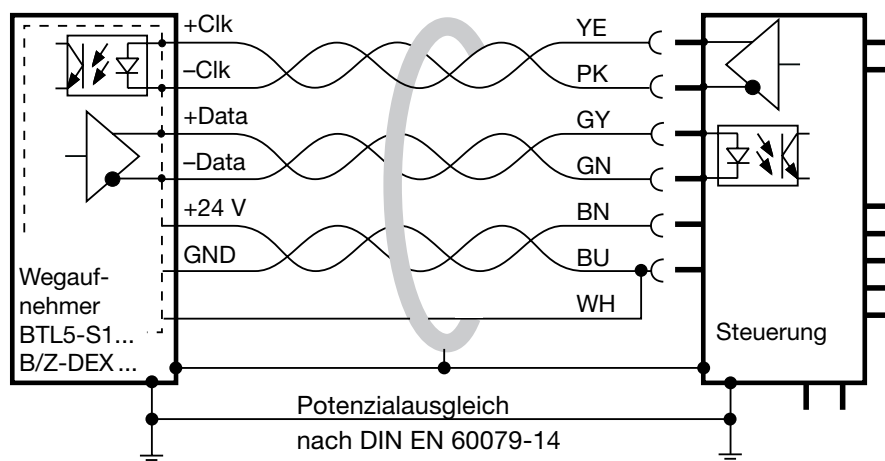 +Clk
YE
–Clk
PK
+Data
GY
–Data
GN
+24 V
BN
GND
BU
WH
Wegauf-
nehmer
BTL5-S1...
B/Z-DEX...
Steuerung
Potenzialausgleich
nach DIN EN 60079-14